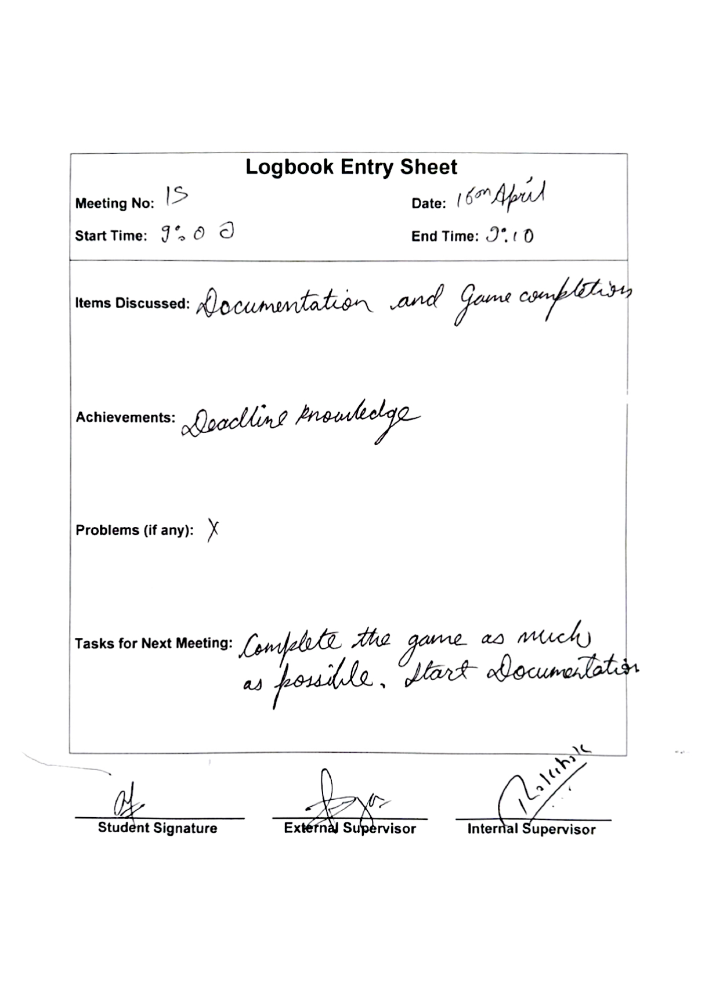 Logbook Entry Sheet
Meeting No: 15
Date: 16th April
Start Time: 9:00
End Time: 9:10
Items Discussed: Documentation and Game completion
Achievements: Deadline knowledge
Problems (if any): X
Tasks for Next Meeting: Complete the game as much
as possible. Start Documentation
Student Signature
External Supervisor
Internal Supervisor